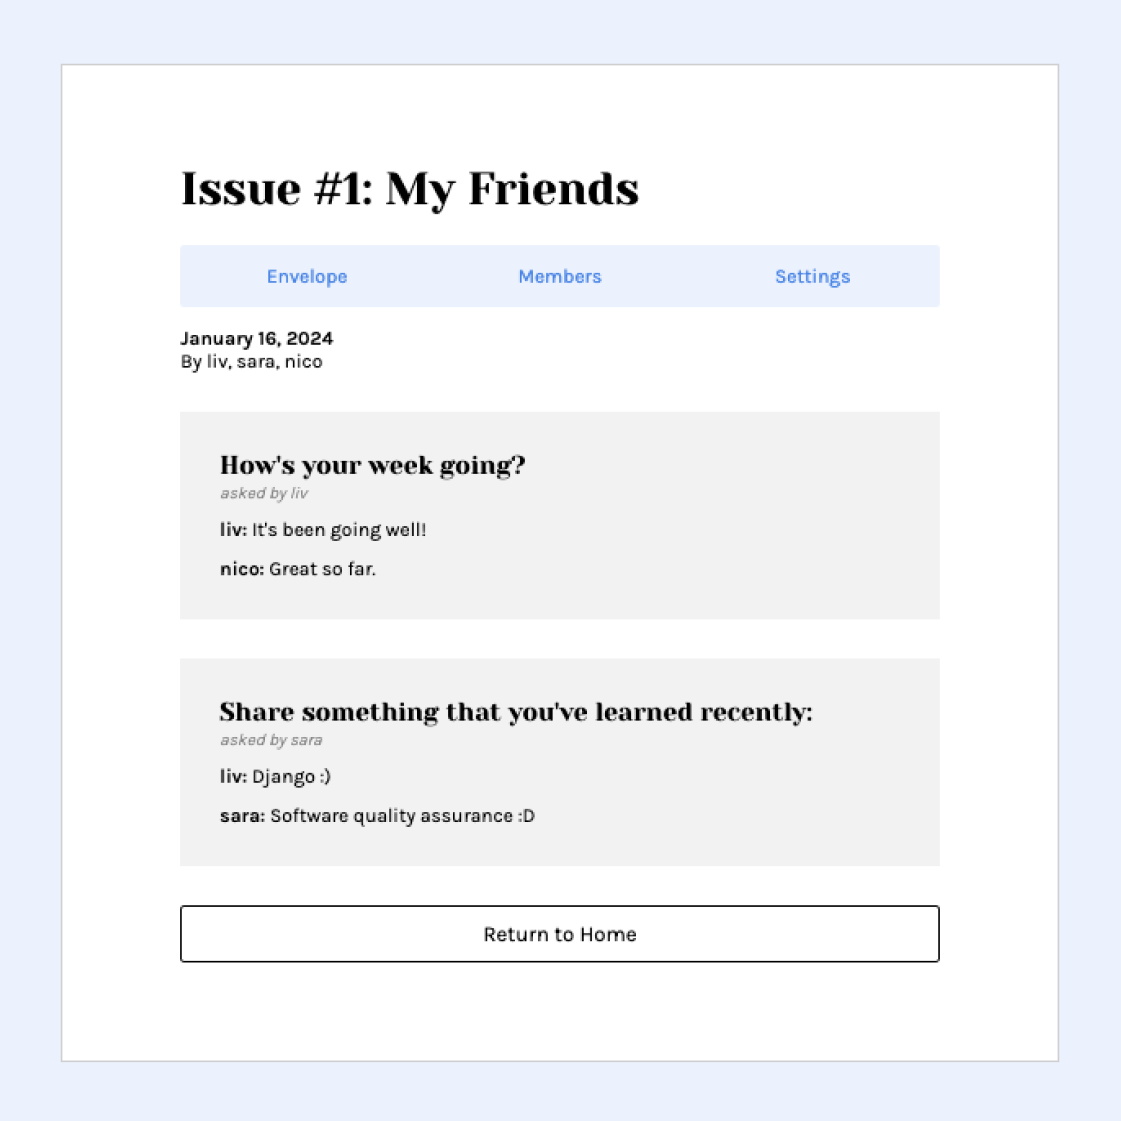 Issue #1: My Friends
Envelope Members Settings
January 16, 2024
By liv, sara, nico
How's your week going?
asked by liv
liv: It's been going well!
nico: Great so far.
Share something that you've learned recently:
asked by sara
liv: Django :)
sara: Software quality assurance :D
Return to Home